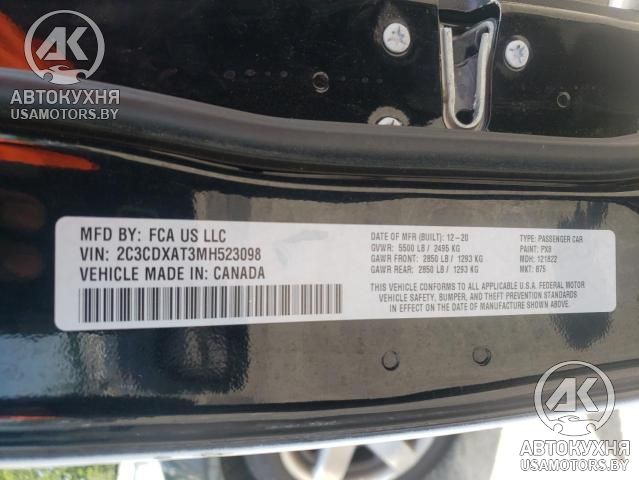 AK
АВТОКУХНЯ
USAMOTORS.BY
MFD BY: FCA US LLC
VIN: 2C3CDXAT3MH523098
VEHICLE MADE IN: CANADA
DATE OF MFR (BUILT): 12-20
GVWR: 5500 LB / 2495 KG
GAWR FRONT: 2850 LB / 1293 KG
GAWR REAR: 2850 LB / 1293 KG
TYPE: PASSENGER CAR
PAINT: PX8
MDH: 121822
MKT: B75
THIS VEHICLE CONFORMS TO ALL APPLICABLE U.S.A. FEDERAL MOTOR
VEHICLE SAFETY, BUMPER, AND THEFT PREVENTION STANDARDS
IN EFFECT ON THE DATE OF MANUFACTURE SHOWN ABOVE.
AK
АВТОКУХНЯ
USAMOTORS.BY